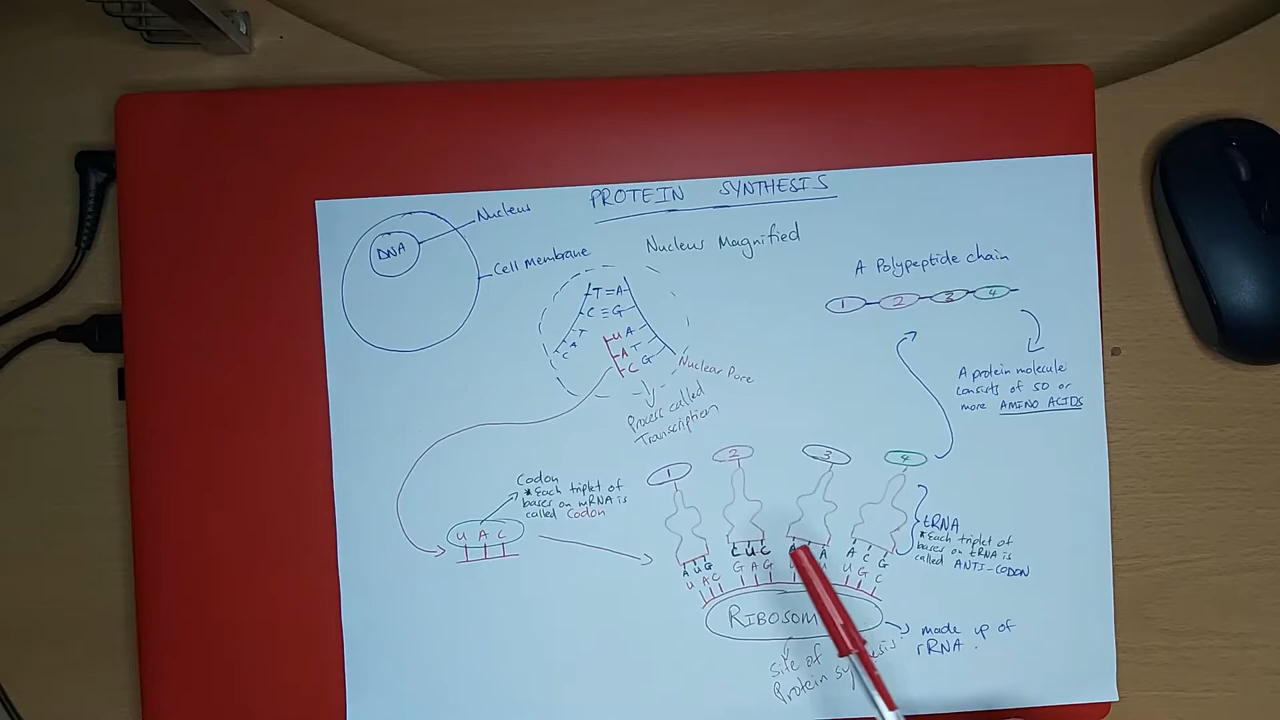 PROTEIN SYNTHESIS
Nucleus
DNA
Cell membrane
Nucleus Magnified
T=A
C≡G
T
C
U A
A T
C G
Nuclear Pore
Process called
Transcription
A Polypeptide chain
1 2 3 4
A protein molecule
consists of 50 or
more AMINO ACIDS
Codon
*Each triplet of
bases on mRNA is
called Codon
U A C
1 2 3 4
tRNA
*Each triplet of
bases on tRNA is
called ANTI-CODON
A U G C U C A A A C G
U A C G A G U G C
RIBOSOM
made up of
rRNA.
Site of
Protein synthesis